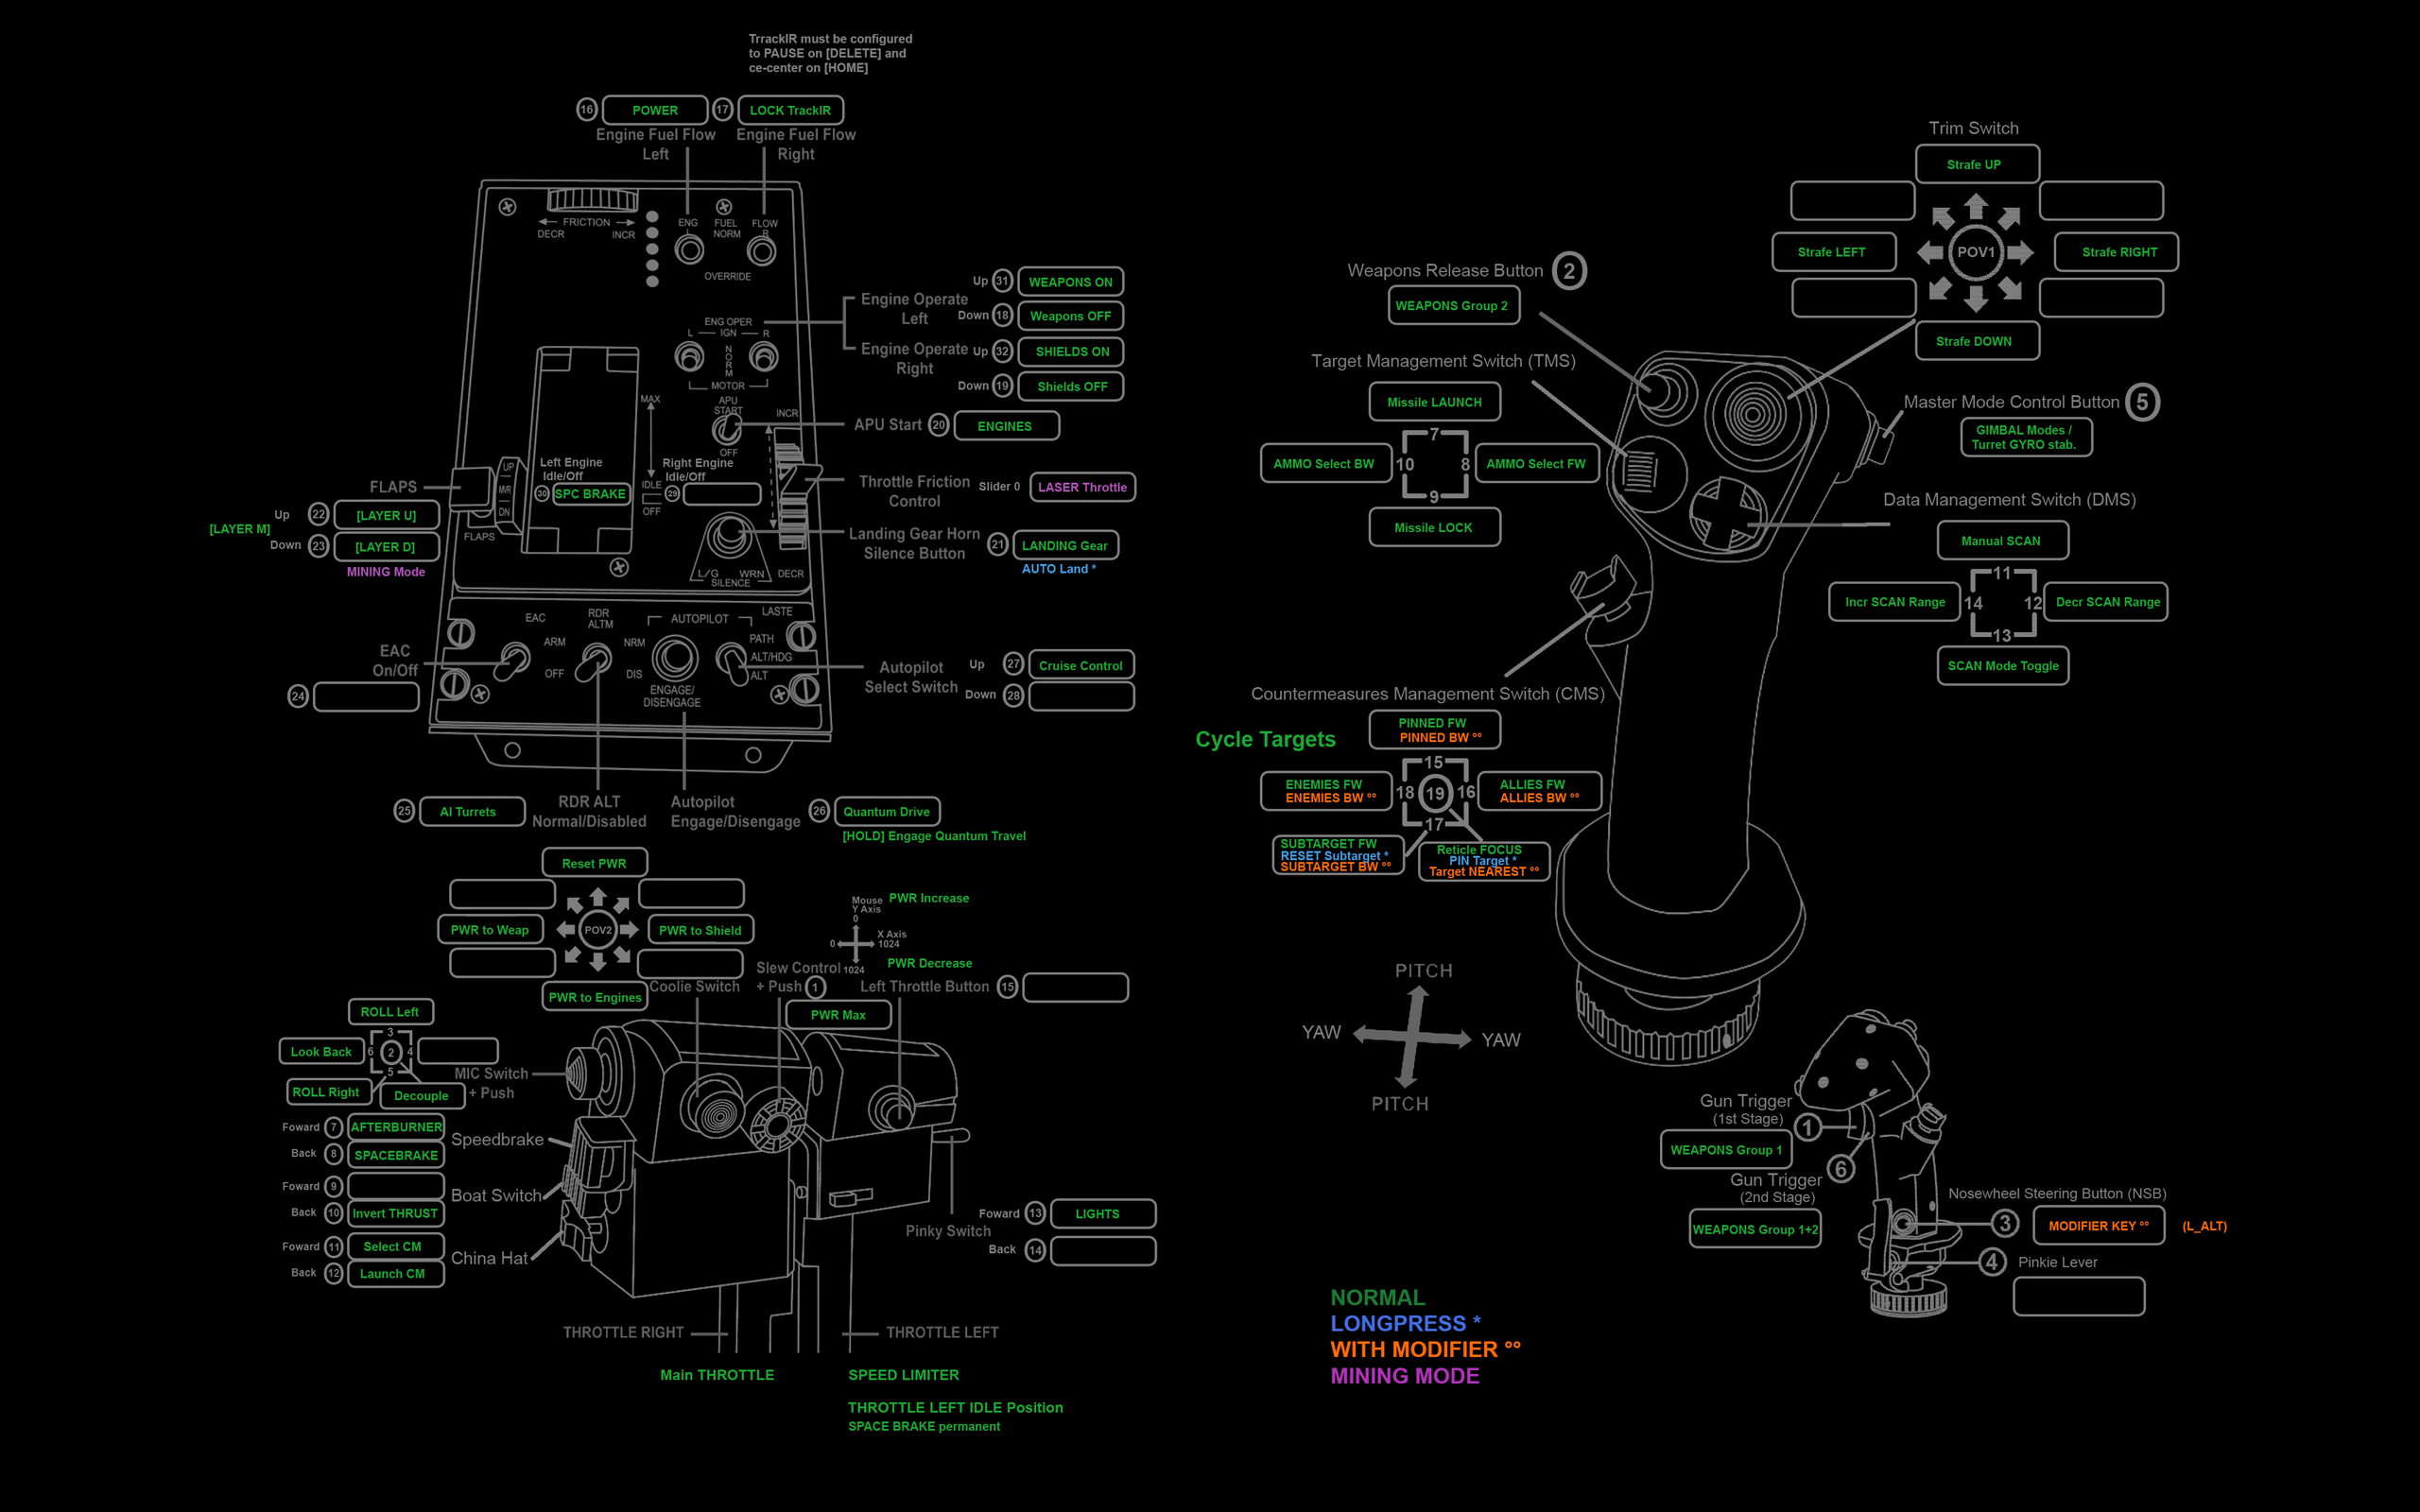 TrrackIR must be configured
to PAUSE on [DELETE] and
ce-center on [HOME]
16 POWER
17 LOCK TrackIR
Engine Fuel Flow
Left
Engine Fuel Flow
Right
FRICTION
DECR INCR
ENG FUEL FLOW
L NORM R
OVERRIDE
ENG OPER
L IGN R
NORM
MOTOR
APU
START
OFF
INCR
MAX
IDLE
OFF
Engine Operate
Left
Up 31 WEAPONS ON
Down 18 Weapons OFF
Engine Operate
Right
Up 32 SHIELDS ON
Down 19 Shields OFF
APU Start 20 ENGINES
Left Engine
Idle/Off
30 SPC BRAKE
Right Engine
Idle/Off
29
Throttle Friction
Control
Slider 0 LASER Throttle
Landing Gear Horn
Silence Button
21 LANDING Gear
AUTO Land *
FLAPS
UP
M/R
DN
FLAPS
[LAYER M]
Up 22 [LAYER U]
Down 23 [LAYER D]
MINING Mode
L/G WRN
SILENCE
DECR
EAC
ARM
OFF
RDR
ALTM
NRM
DIS
AUTOPILOT
ENGAGE/
DISENGAGE
LASTE
PATH
ALT/HDG
ALT
EAC
On/Off
24
Autopilot
Select Switch
Up 27 Cruise Control
Down 28
25 AI Turrets
RDR ALT
Normal/Disabled
Autopilot
Engage/Disengage
26 Quantum Drive
[HOLD] Engage Quantum Travel
Reset PWR
PWR to Weap
POV2
PWR to Shield
PWR to Engines
Coolie Switch
Mouse
Y Axis
0
PWR Increase
X Axis
0 1024
1024
PWR Decrease
Slew Control
+ Push 1
PWR Max
Left Throttle Button 15
ROLL Left
3
Look Back 6 2 4
5
ROLL Right
Decouple
MIC Switch
+ Push
Foward 7 AFTERBURNER
Back 8 SPACEBRAKE
Speedbrake
Foward 9
Back 10 Invert THRUST
Boat Switch
Foward 11 Select CM
Back 12 Launch CM
China Hat
Pinky Switch
Foward 13 LIGHTS
Back 14
THROTTLE RIGHT
THROTTLE LEFT
Main THROTTLE
SPEED LIMITER
THROTTLE LEFT IDLE Position
SPACE BRAKE permanent
Trim Switch
Strafe UP
Strafe LEFT
POV1
Strafe RIGHT
Strafe DOWN
Weapons Release Button 2
WEAPONS Group 2
Target Management Switch (TMS)
Missile LAUNCH
7
AMMO Select BW 10 8 AMMO Select FW
9
Missile LOCK
Master Mode Control Button 5
GIMBAL Modes /
Turret GYRO stab.
Data Management Switch (DMS)
Manual SCAN
11
Incr SCAN Range 14 12 Decr SCAN Range
13
SCAN Mode Toggle
Countermeasures Management Switch (CMS)
Cycle Targets
PINNED FW
PINNED BW °°
15
ENEMIES FW
ENEMIES BW °°
18 19 16
ALLIES FW
ALLIES BW °°
17
SUBTARGET FW
RESET Subtarget *
SUBTARGET BW °°
Reticle FOCUS
PIN Target *
Target NEAREST °°
PITCH
YAW YAW
PITCH
Gun Trigger
(1st Stage)
1
WEAPONS Group 1
6
Gun Trigger
(2nd Stage)
WEAPONS Group 1+2
Nosewheel Steering Button (NSB)
3 MODIFIER KEY °° (L_ALT)
4 Pinkie Lever
NORMAL
LONGPRESS *
WITH MODIFIER °°
MINING MODE